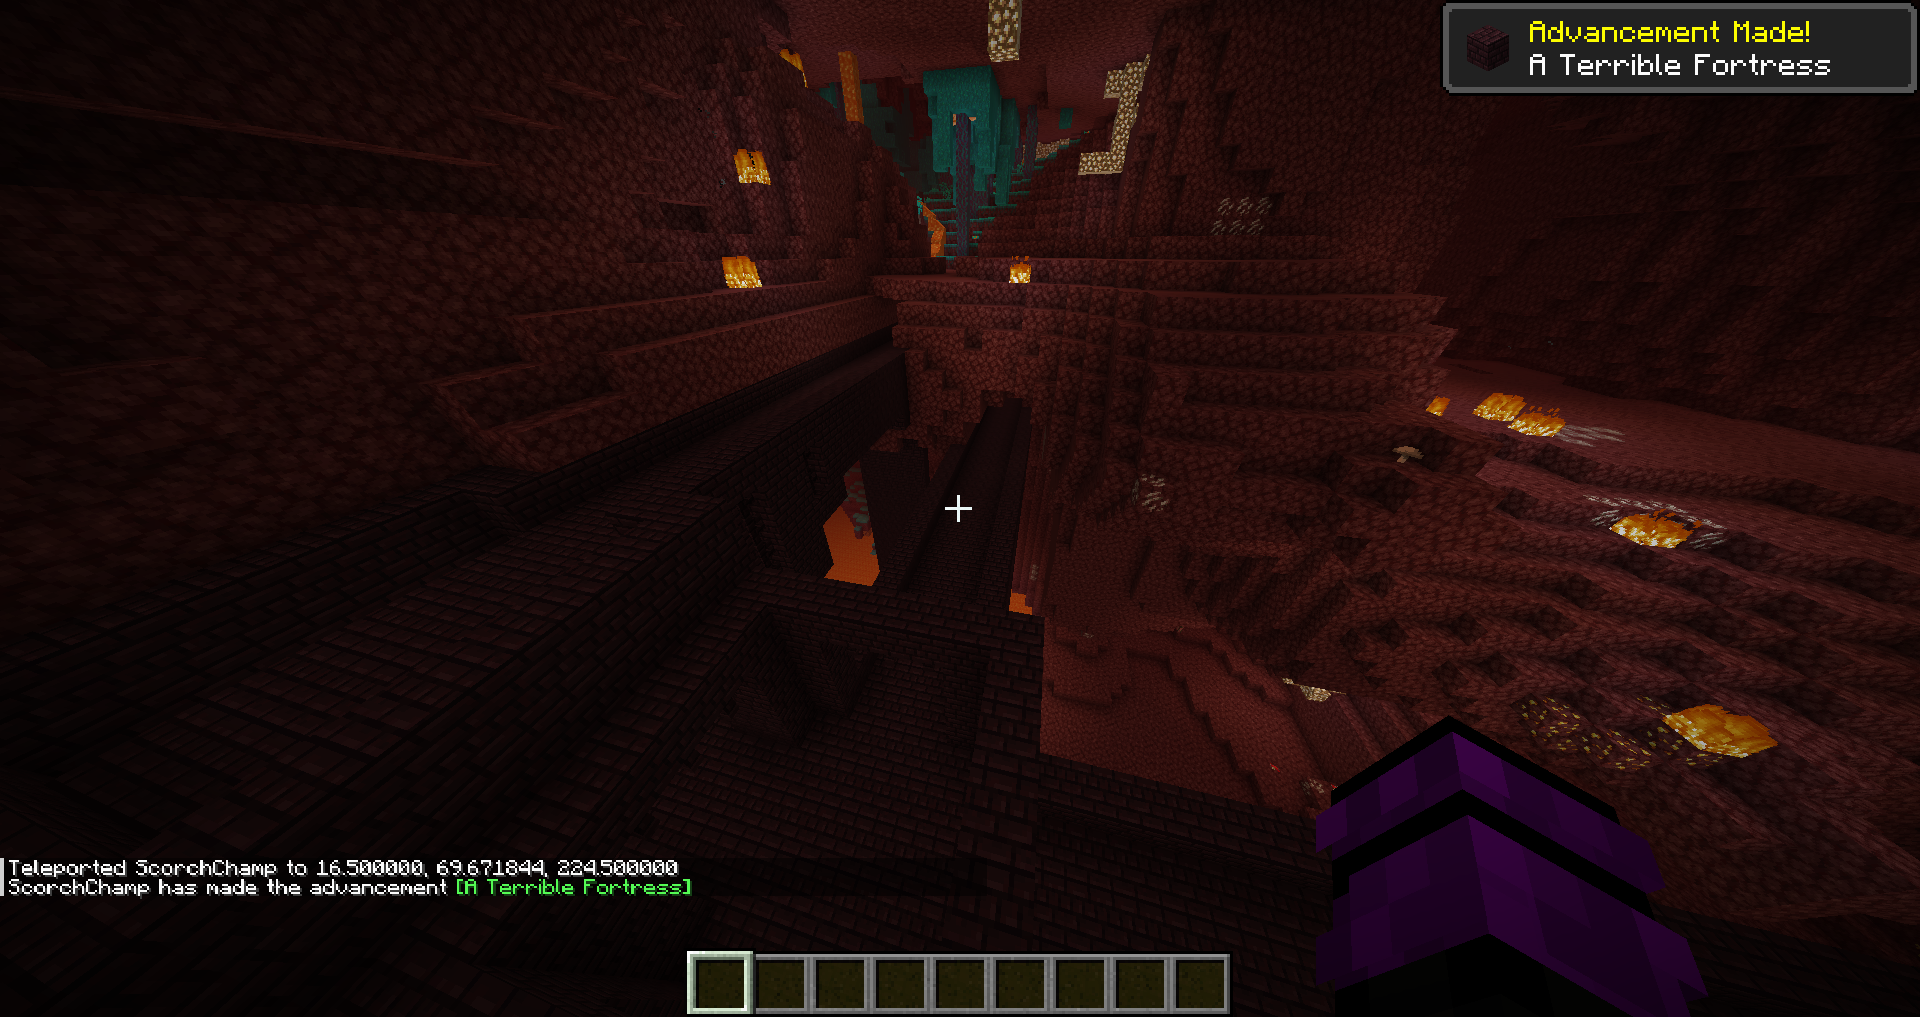 Advancement Made!
A Terrible Fortress
Teleported ScorchChamp to 16.500000, 69.671844, 224.500000
ScorchChamp has made the advancement [A Terrible Fortress]